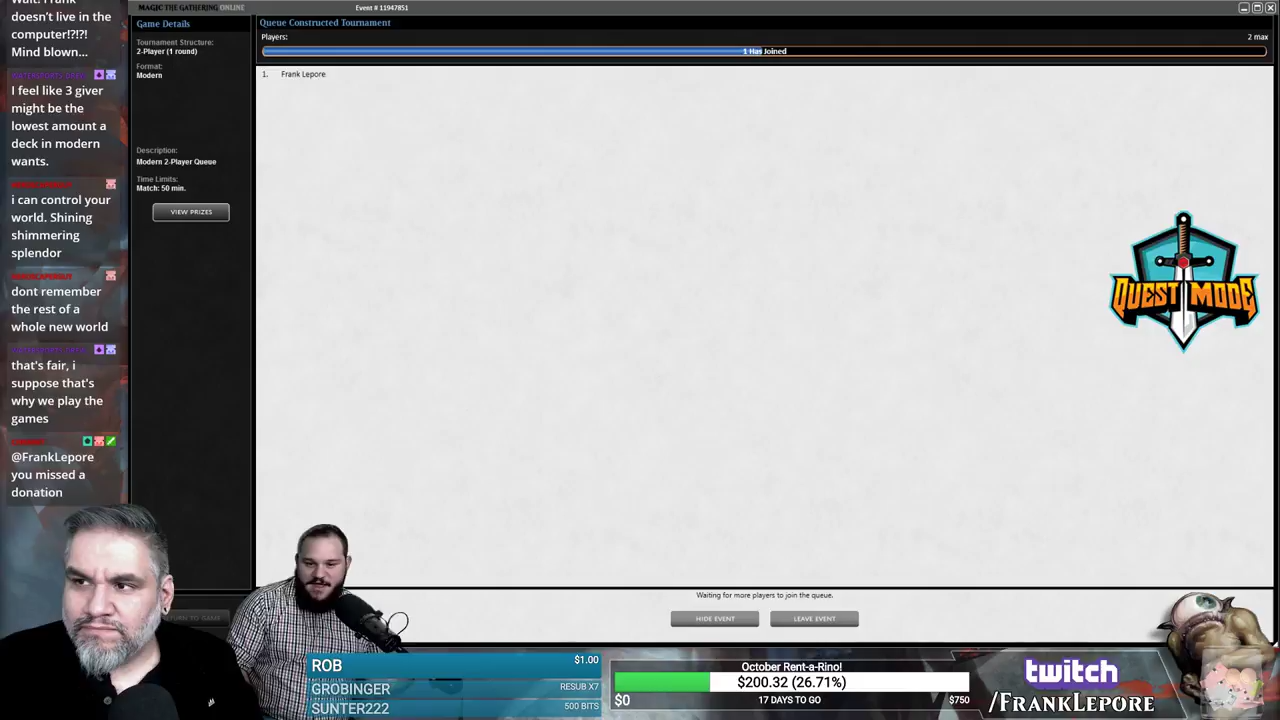 Wait! Frank
doesn't live in the
computer!?!?!
Mind blown...
I feel like 3 giver
might be the
lowest amount a
deck in modern
wants.
i can control your
world. Shining
shimmering
splendor
dont remember
the rest of a
whole new world
that's fair, i
suppose that's
why we play the
games
@FrankLepore
you missed a
donation
MAGIC THE GATHERING ONLINE
Event # 11947851
Game Details
Tournament Structure:
2-Player (1 round)
Format:
Modern
Description:
Modern 2-Player Queue
Time Limits:
Match: 50 min.
VIEW PRIZES
Queue Constructed Tournament
Players:
2 max
1 Has Joined
1. Frank Lepore
QUEST MODE
Waiting for more players to join the queue.
RETURN TO GAME
HIDE EVENT
LEAVE EVENT
ROB $1.00
GROBINGER RESUB X7
SUNTER222 500 BITS
October Rent-a-Rino!
$200.32 (26.71%)
$0 17 DAYS TO GO $750
twitch
/FRANKLEPORE